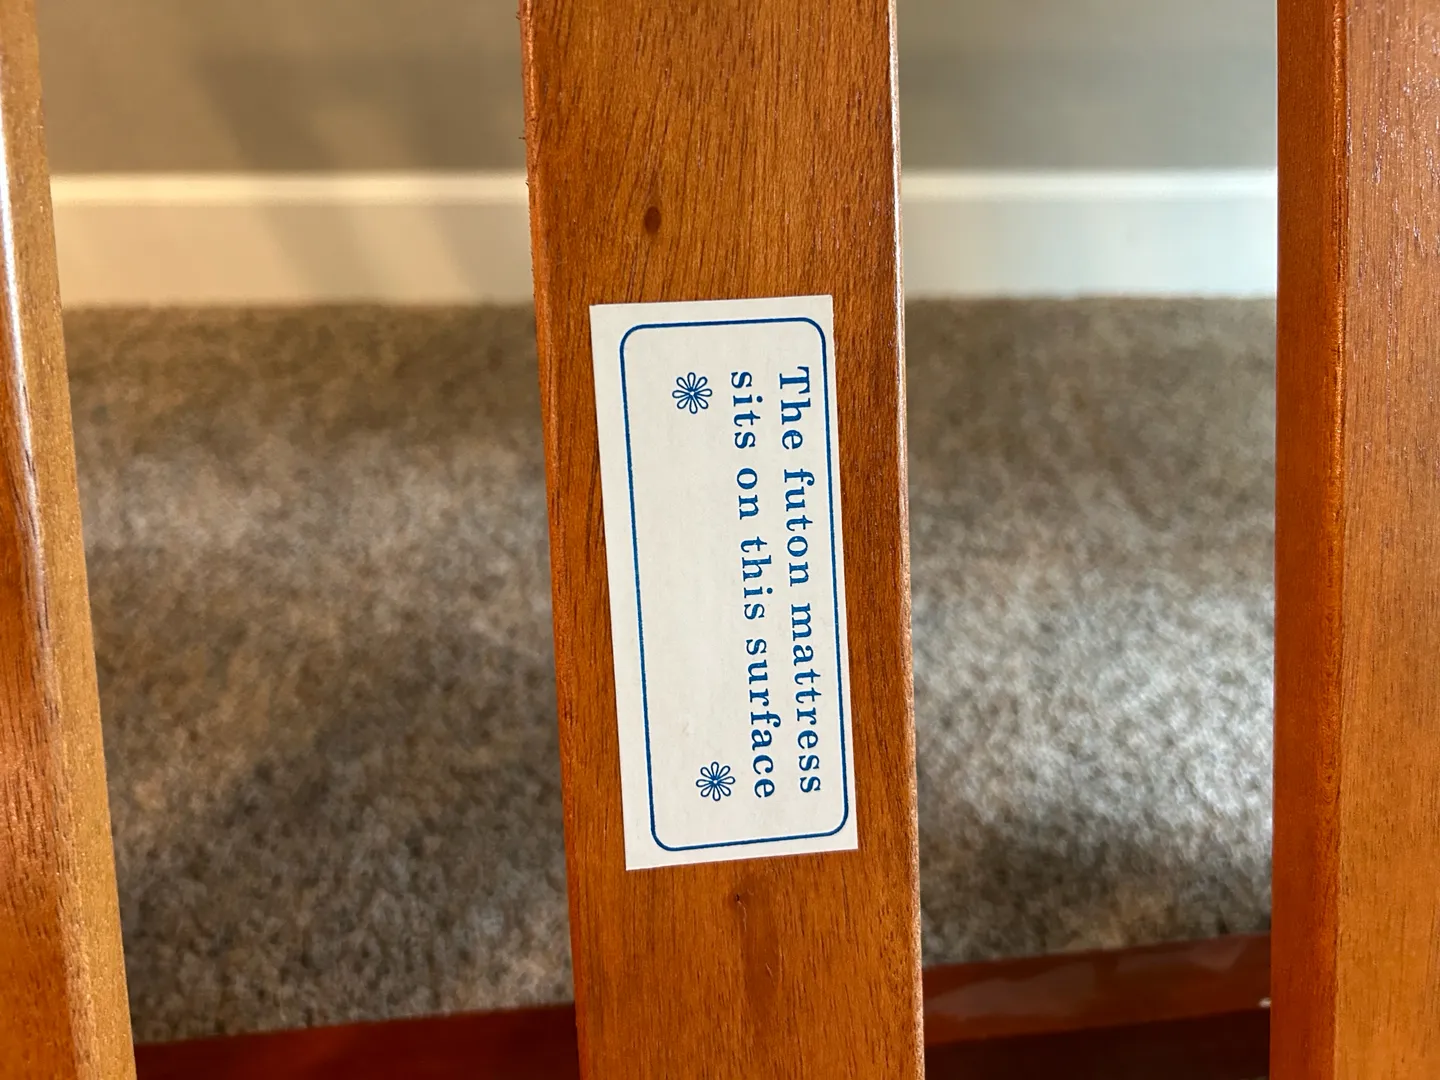 The futon mattress
sits on this surface